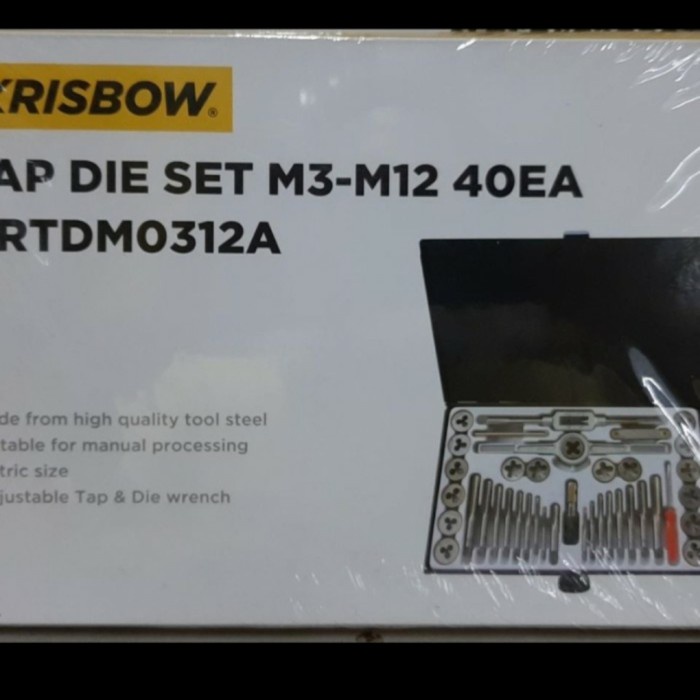 KRISBOW®
AP DIE SET M3-M12 40EA
RTDM0312A
de from high quality tool steel
table for manual processing
tric size
justable Tap & Die wrench